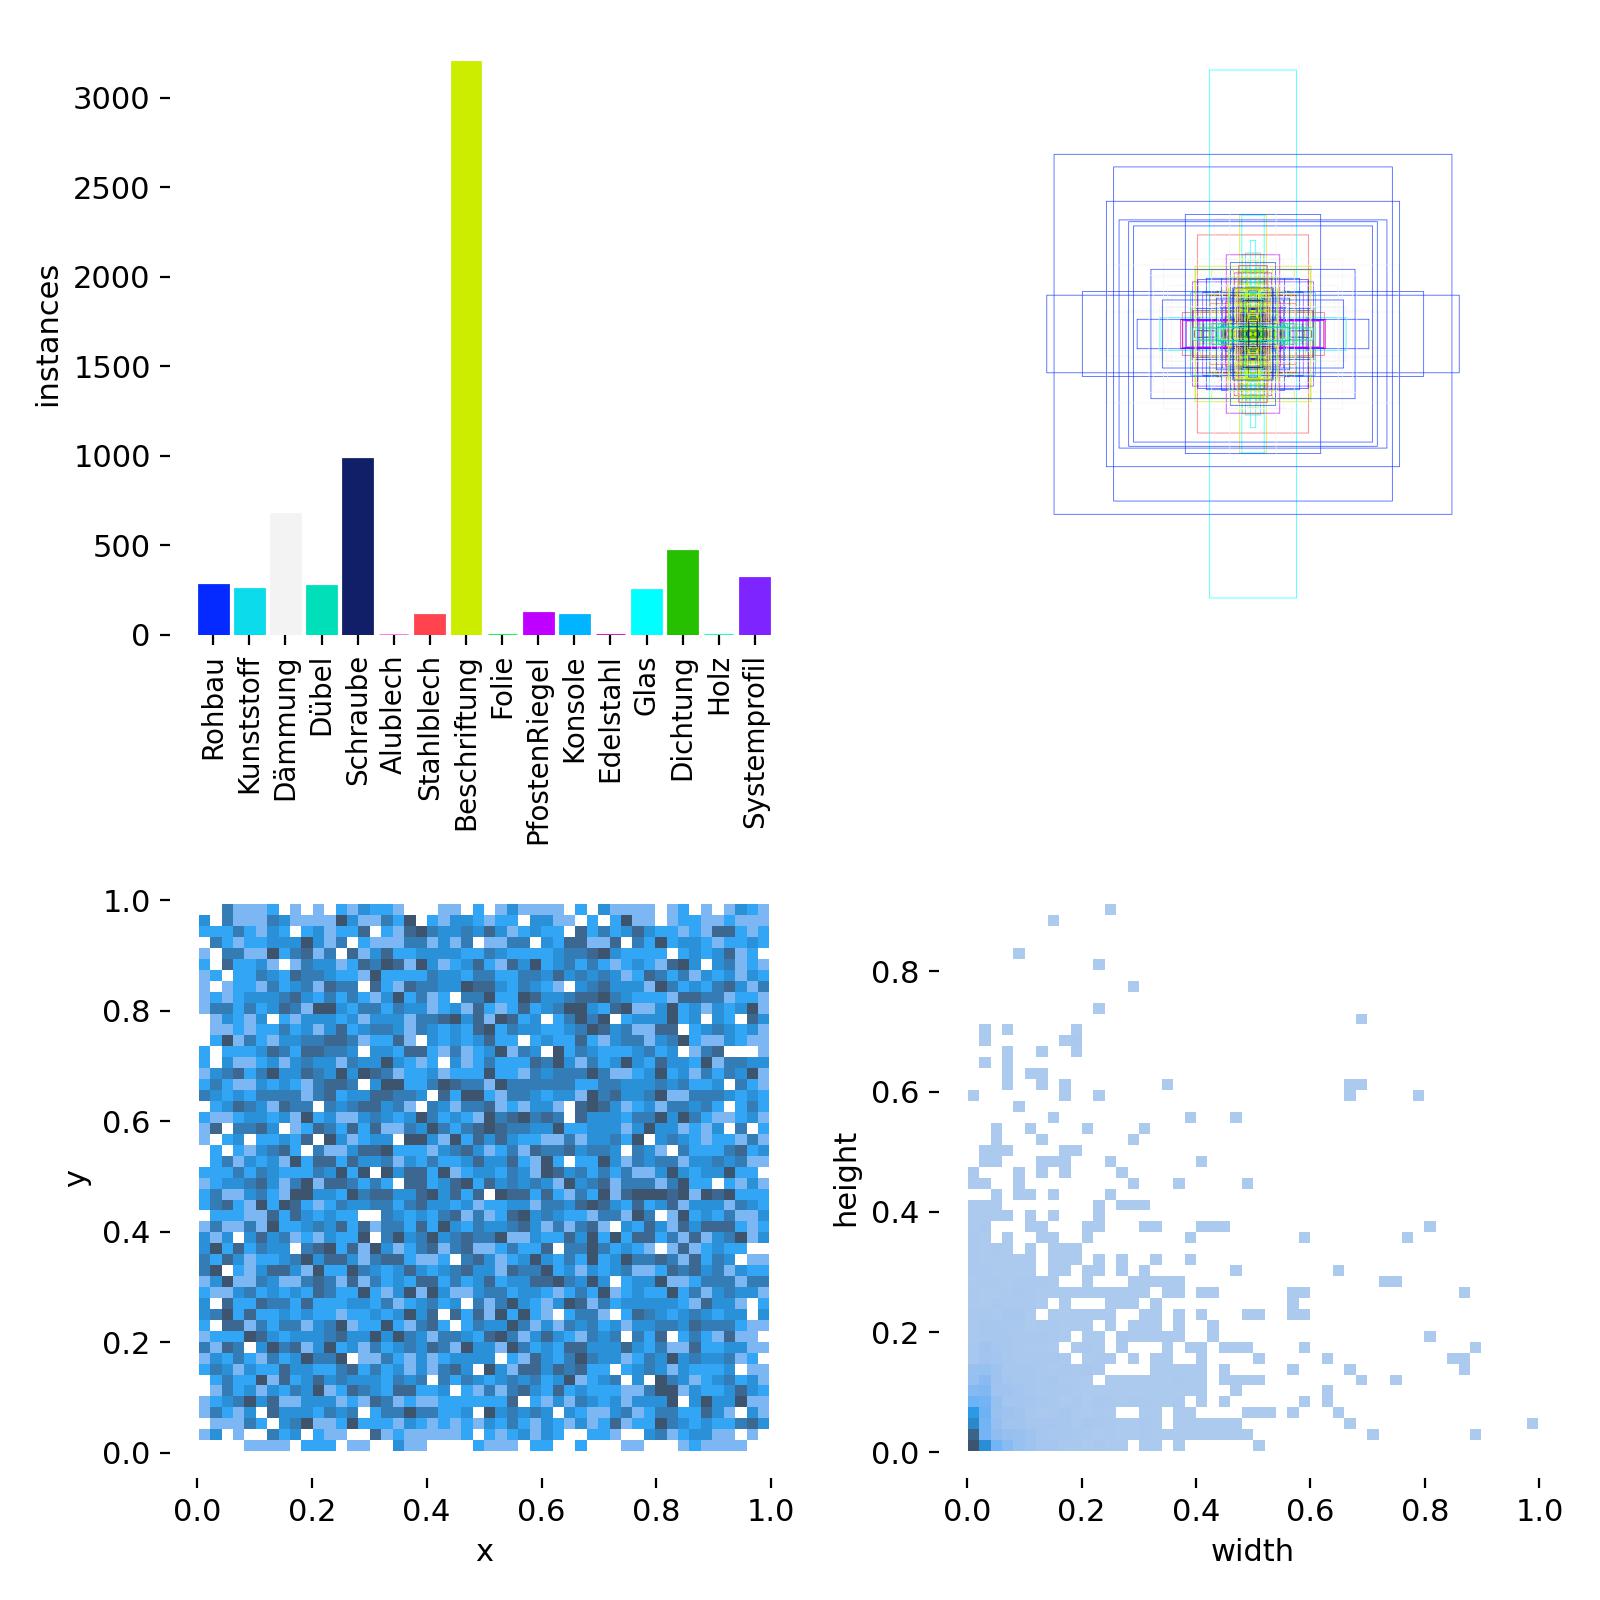 3000
2500
2000
1500
1000
500
0
instances
Rohbau
Kunststoff
Dämmung
Dübel
Schraube
Alublech
Stahlblech
Beschriftung
Folie
PfostenRiegel
Konsole
Edelstahl
Glas
Dichtung
Holz
Systemprofil
1.0
0.8
0.6
0.4
0.2
0.0
y
0.0 0.2 0.4 0.6 0.8 1.0
x
0.8
0.6
0.4
0.2
0.0
height
0.0 0.2 0.4 0.6 0.8 1.0
width